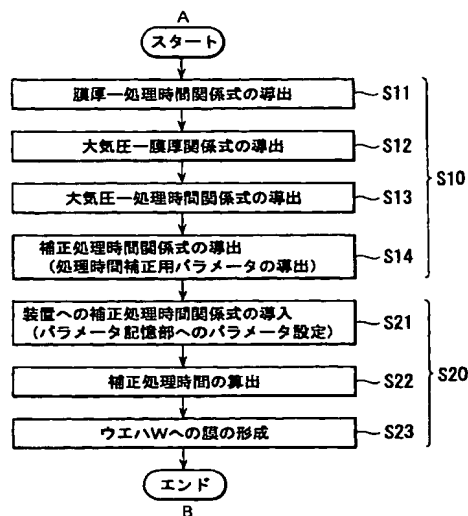 A
スタート
膜厚ー処理時間関係式の導出
S11
大気圧ー膜厚関係式の導出
S12
大気圧ー処理時間関係式の導出
S13
補正処理時間関係式の導出
(処理時間補正用パラメータの導出)
S14
S10
装置への補正処理時間関係式の導入
(パラメータ記憶部へのパラメータ設定)
S21
補正処理時間の算出
S22
ウエハWへの膜の形成
S23
S20
エンド
B